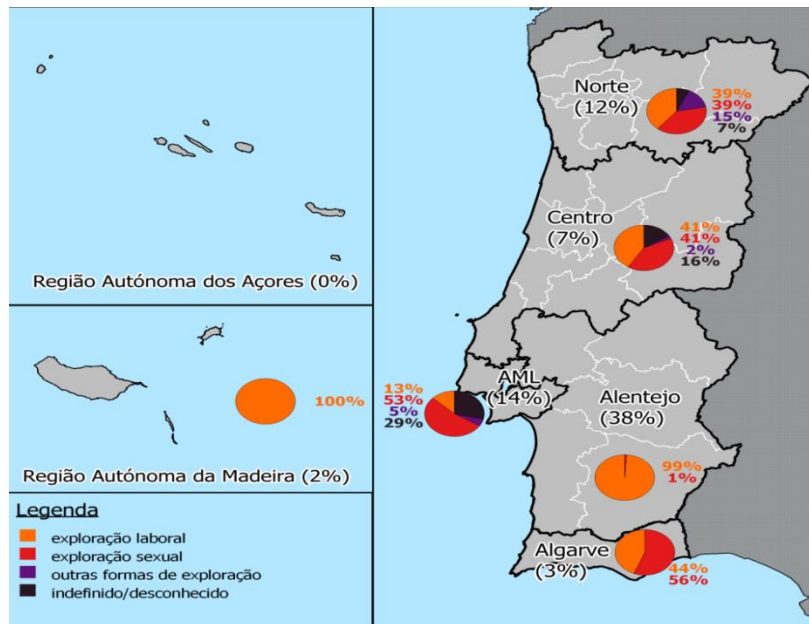 Norte
(12%)
39%
39%
15%
7%
Centro
(7%)
41%
41%
2%
16%
Região Autónoma dos Açores (0%)
AML
(14%)
13%
53%
5%
29%
Alentejo
(38%)
99%
1%
100%
Região Autónoma da Madeira (2%)
Algarve
(3%)
44%
56%
Legenda
exploração laboral
exploração sexual
outras formas de exploração
indefinido/desconhecido